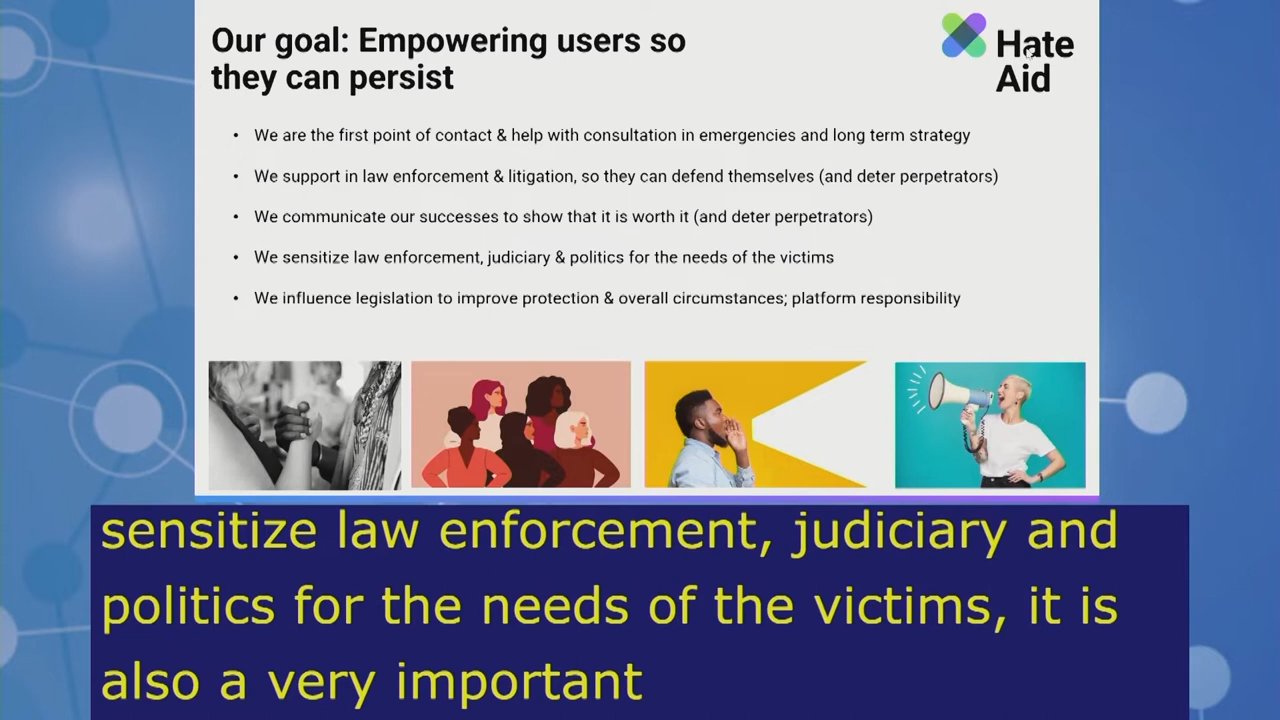 Our goal: Empowering users so
they can persist
Hate
Aid
• We are the first point of contact & help with consultation in emergencies and long term strategy
• We support in law enforcement & litigation, so they can defend themselves (and deter perpetrators)
• We communicate our successes to show that it is worth it (and deter perpetrators)
• We sensitize law enforcement, judiciary & politics for the needs of the victims
• We influence legislation to improve protection & overall circumstances; platform responsibility
sensitize law enforcement, judiciary and
politics for the needs of the victims, it is
also a very important